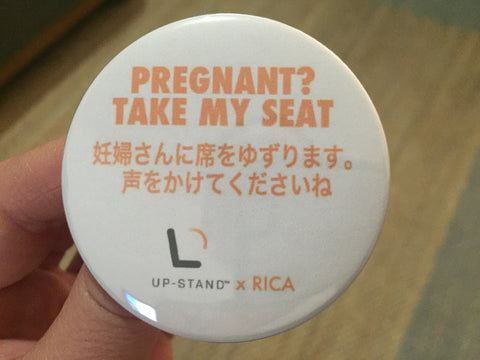 PREGNANT?
TAKE MY SEAT
妊婦さんに席をゆずります。
声をかけてくださいね
UP-STAND™ x RICA